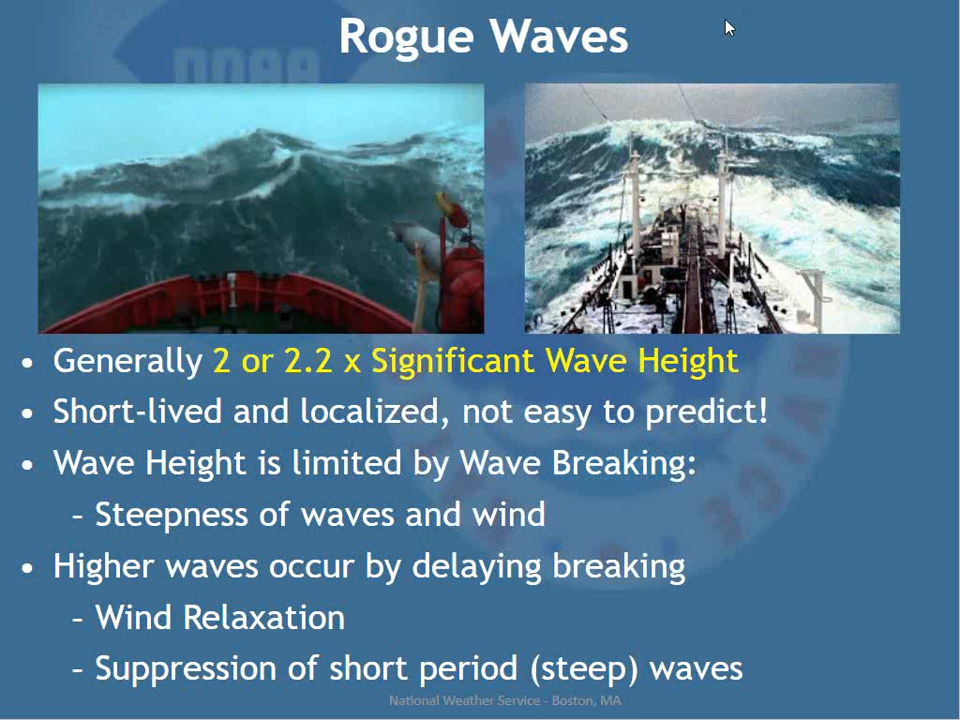 Rogue Waves
NOAA
• Generally 2 or 2.2 x Significant Wave Height
• Short-lived and localized, not easy to predict!
• Wave Height is limited by Wave Breaking:
– Steepness of waves and wind
• Higher waves occur by delaying breaking
– Wind Relaxation
– Suppression of short period (steep) waves
National Weather Service - Boston, MA